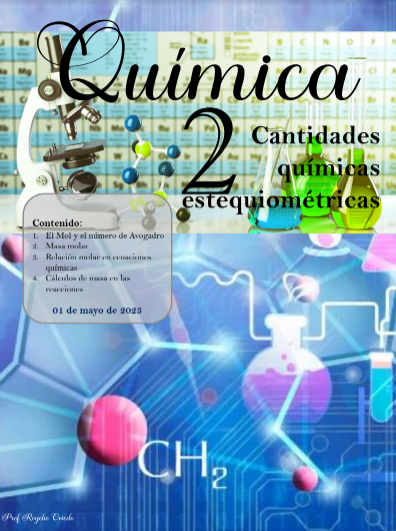 Química
2
Cantidades
químicas
estequiométricas
Contenido:
1. El Mol y el número de Avogadro
2. Masa molar
3. Relación molar en ecuaciones
químicas
4. Cálculos de masa en las
reacciones
01 de mayo de 2023
CH2
Prof. Rogelio Oviedo